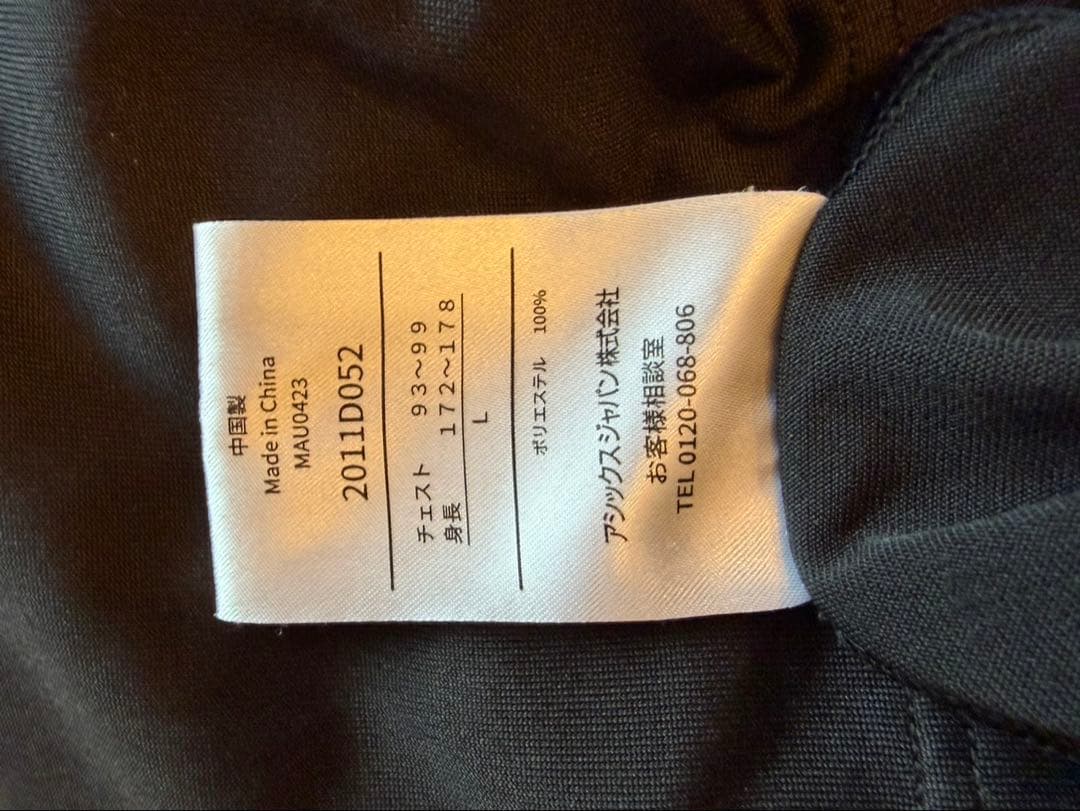 中国製
Made in China
MAU0423
2011D052
チェスト 93~99
身長 172~178
L
ポリエステル 100%
アシックスジャパン株式会社
お客様相談室
TEL 0120-068-806